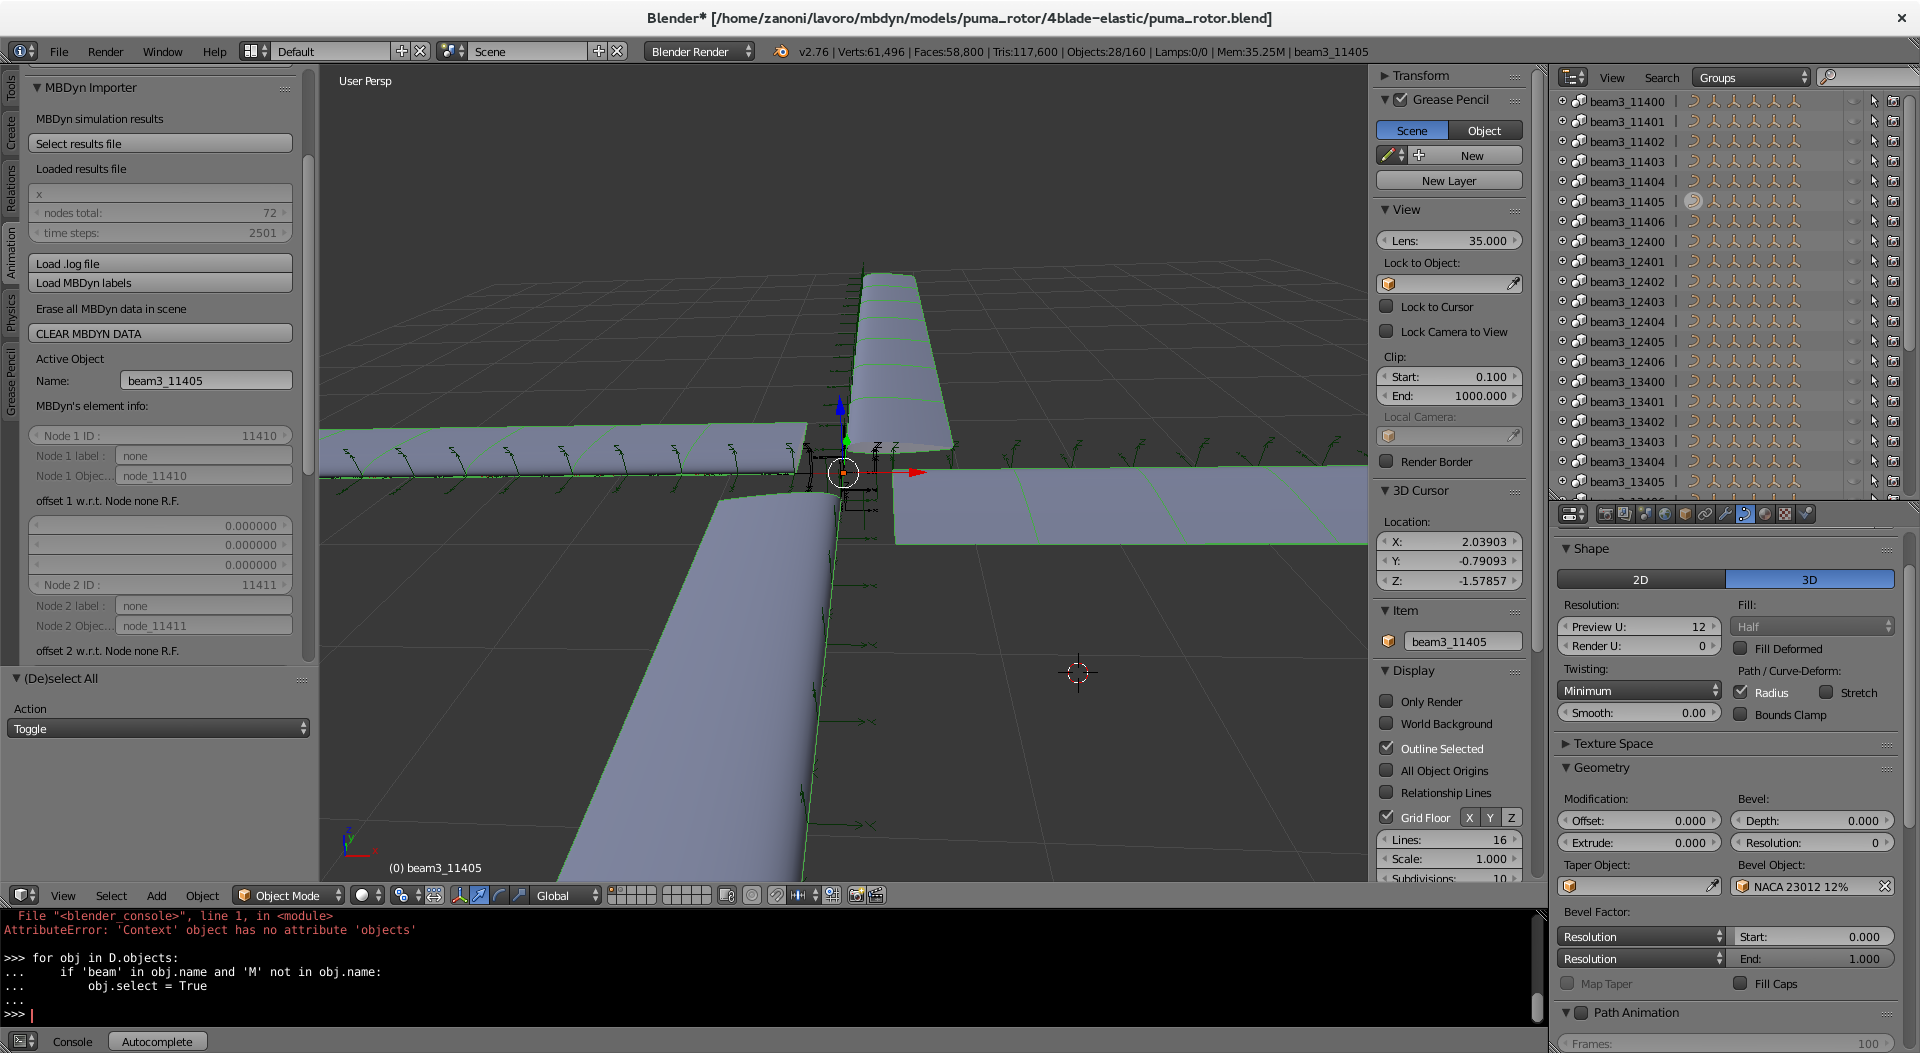 Blender* [/home/zanoni/lavoro/mbdyn/models/puma_rotor/4blade-elastic/puma_rotor.blend]
File Render Window Help Default Scene Blender Render v2.76 | Verts:61,496 | Faces:58,800 | Tris:117,600 | Objects:28/160 | Lamps:0/0 | Mem:35.25M | beam3_11405
Tools
Create
Relations
Animation
Physics
Grease Pencil
MBDyn Importer
MBDyn simulation results
Select results file
Loaded results file
x
nodes total: 72
time steps: 2501
Load .log file
Load MBDyn labels
Erase all MBDyn data in scene
CLEAR MBDYN DATA
Active Object
Name: beam3_11405
MBDyn's element info:
Node 1 ID : 11410
Node 1 label : none
Node 1 Objec... node_11410
offset 1 w.r.t. Node none R.F.
0.000000
0.000000
0.000000
Node 2 ID : 11411
Node 2 label : none
Node 2 Objec... node_11411
offset 2 w.r.t. Node none R.F.
(De)select All
Action
Toggle
User Persp
(0) beam3_11405
View Select Add Object Object Mode Global
Transform
Grease Pencil
Scene Object
New
New Layer
View
Lens: 35.000
Lock to Object:
Lock to Cursor
Lock Camera to View
Clip:
Start: 0.100
End: 1000.000
Local Camera:
Render Border
3D Cursor
Location:
X: 2.03903
Y: -0.79093
Z: -1.57857
Item
beam3_11405
Display
Only Render
World Background
Outline Selected
All Object Origins
Relationship Lines
Grid Floor X Y Z
Lines: 16
Scale: 1.000
Subdivisions: 10
View Search Groups
beam3_11400
beam3_11401
beam3_11402
beam3_11403
beam3_11404
beam3_11405
beam3_11406
beam3_12400
beam3_12401
beam3_12402
beam3_12403
beam3_12404
beam3_12405
beam3_12406
beam3_13400
beam3_13401
beam3_13402
beam3_13403
beam3_13404
beam3_13405
beam3_13406
Shape
2D 3D
Resolution: Fill:
Preview U: 12 Half
Render U: 0 Fill Deformed
Twisting: Path / Curve-Deform:
Minimum Radius Stretch
Smooth: 0.00 Bounds Clamp
Texture Space
Geometry
Modification: Bevel:
Offset: 0.000 Depth: 0.000
Extrude: 0.000 Resolution: 0
Taper Object: Bevel Object:
NACA 23012 12%
Bevel Factor:
Resolution Start: 0.000
Resolution End: 1.000
Map Taper Fill Caps
Path Animation
Frames: 100
File "<blender_console>", line 1, in <module>
AttributeError: 'Context' object has no attribute 'objects'
>>> for obj in D.objects:
... if 'beam' in obj.name and 'M' not in obj.name:
... obj.select = True
...
>>>
Console Autocomplete